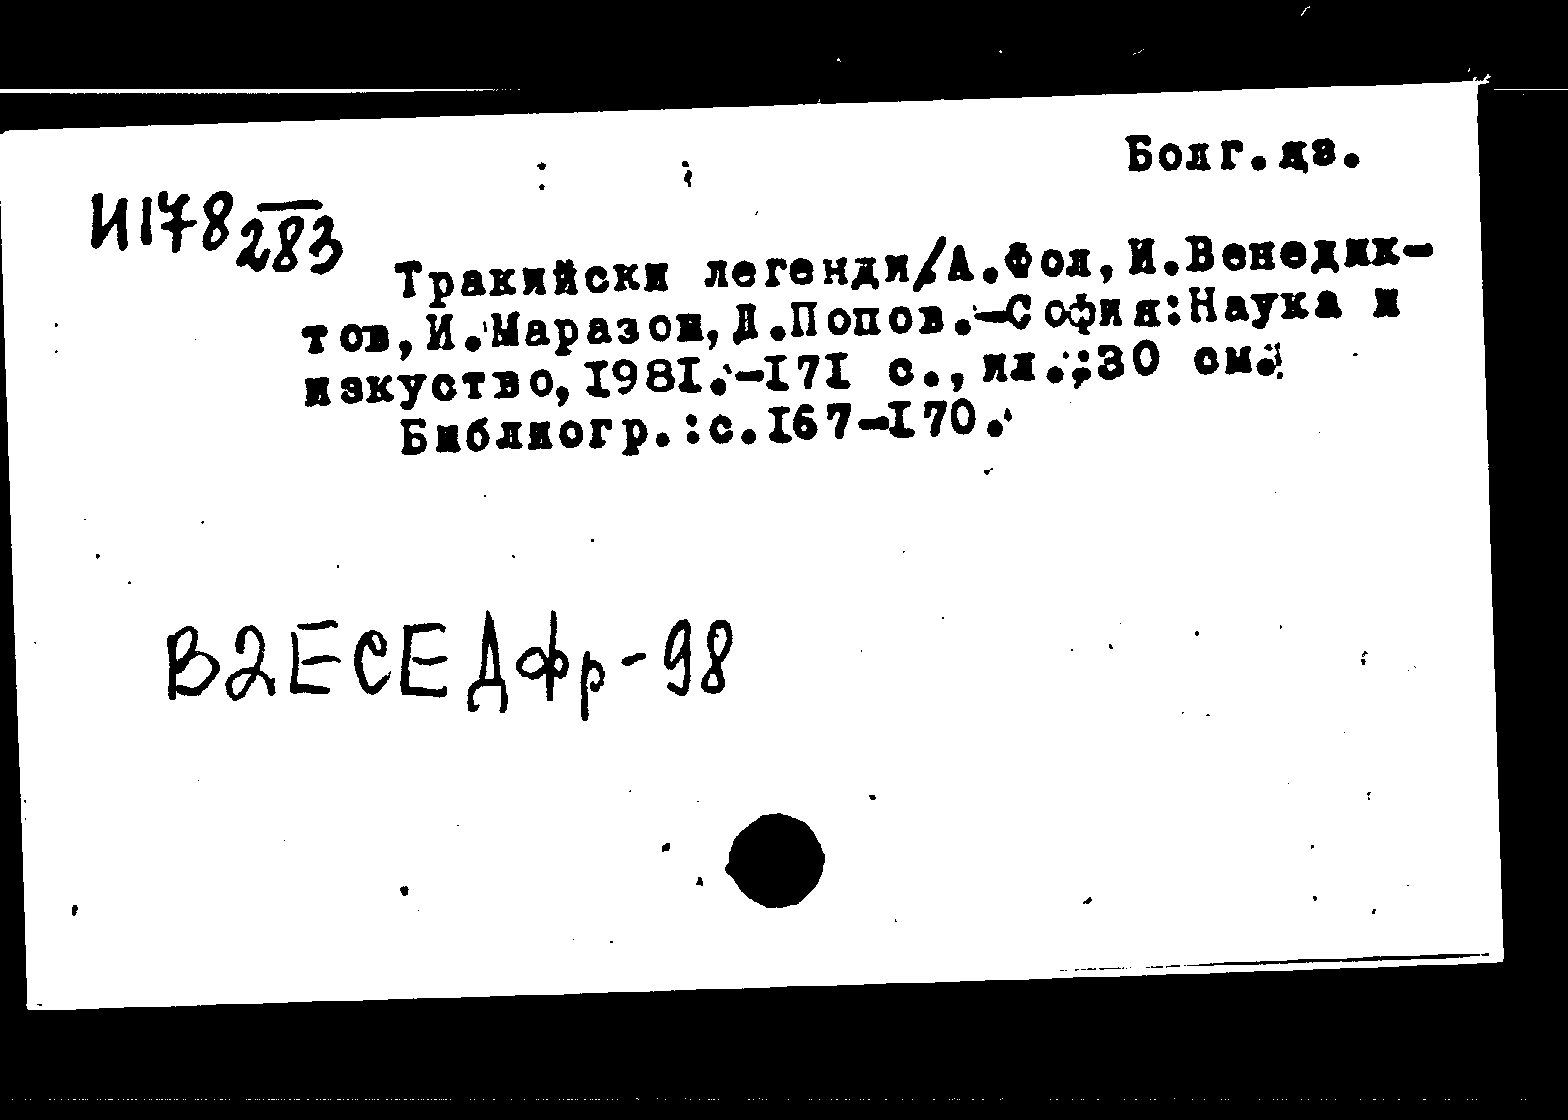 Болг.яз.
И178 283
Тракийски легенди/А.Фол,И.Венедик-
тов,И.Маразов,Д.Попов.-София:Наука и
изкуство,1981.-171 с.,ил.;30 см.
Библиогр.:с.167-170.
В2ЕСЕДфр-98